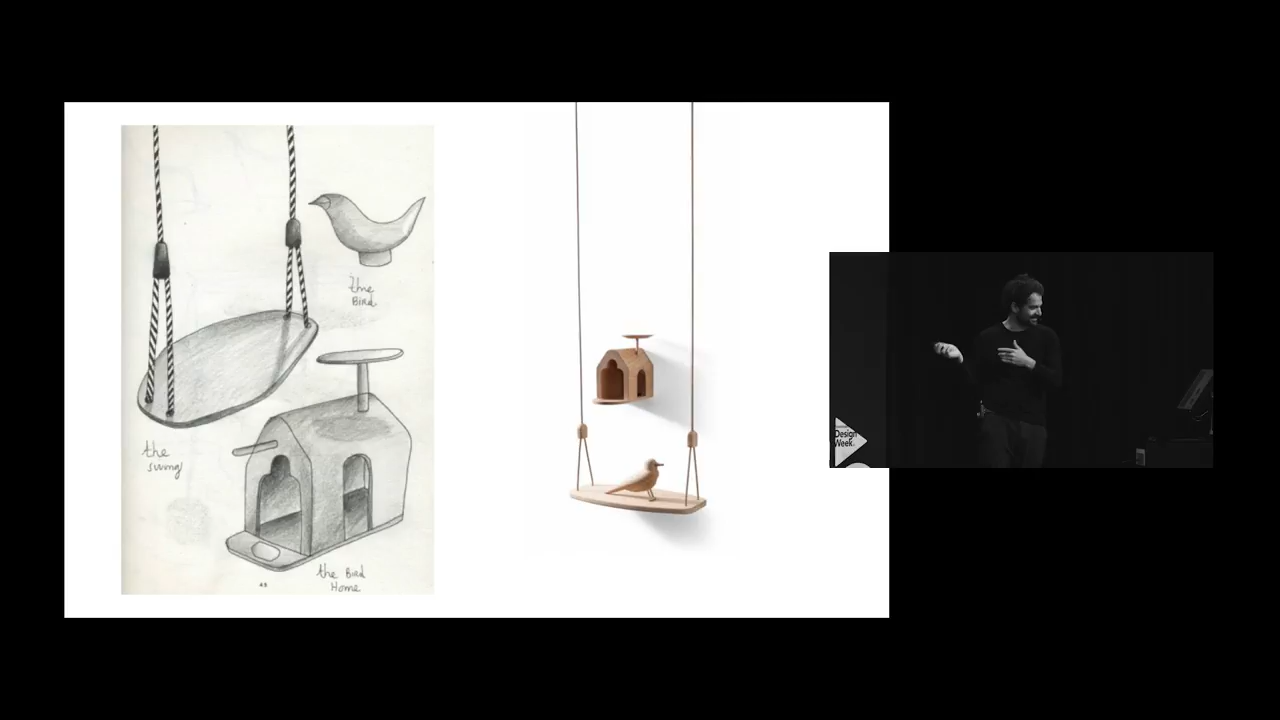 the
BIRD
the
swing
the BIRD
Home
Design
Week.